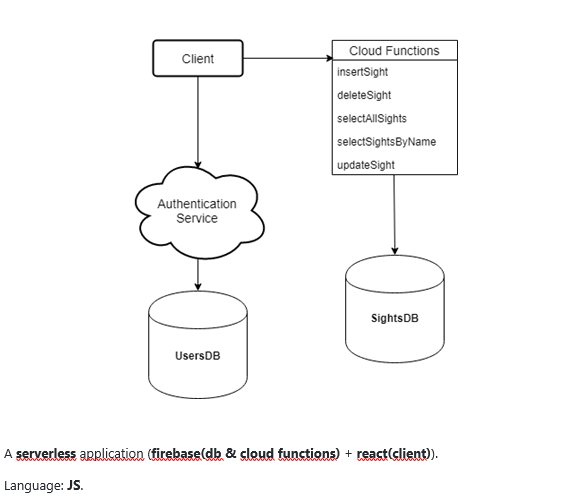 Client
Cloud Functions
insertSight
deleteSight
selectAllSights
selectSightsByName
updateSight
Authentication
Service
SightsDB
UsersDB
A serverless application (firebase(db & cloud functions) + react(client)).
Language: JS.